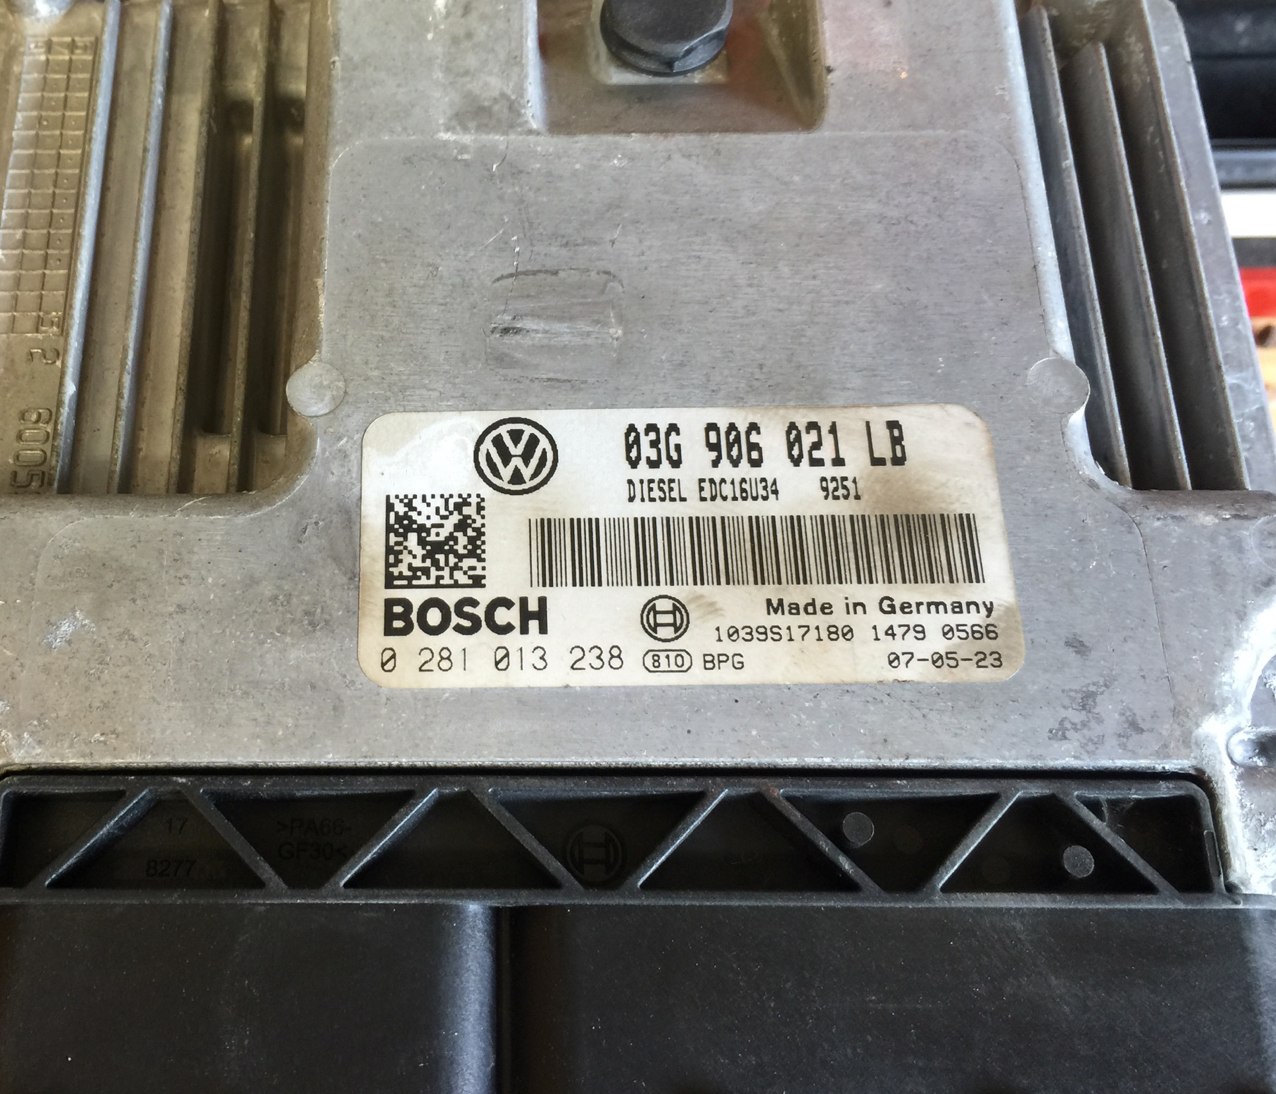 03G 906 021 LB
DIESEL EDC16U34 9251
BOSCH
Made in Germany
1039S17180 1479 0566
0 281 013 238 810 BPG 07-05-23
17
>PA66-
GF30<
8277